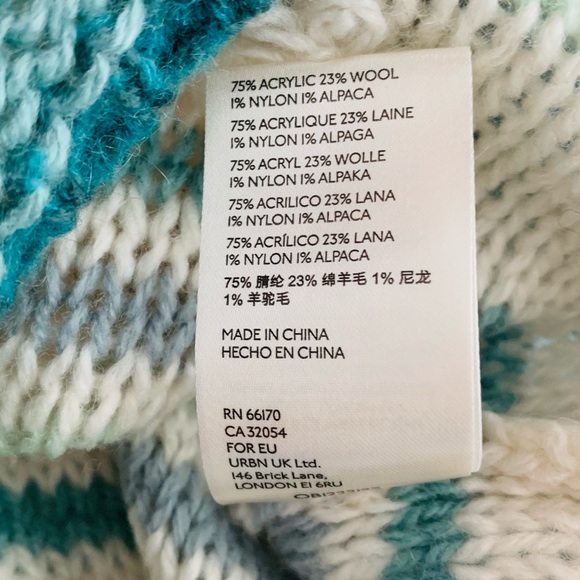 75% ACRYLIC 23% WOOL
1% NYLON 1% ALPACA
75% ACRYLIQUE 23% LAINE
1% NYLON 1% ALPAGA
75% ACRYL 23% WOLLE
1% NYLON 1% ALPAKA
75% ACRILICO 23% LANA
1% NYLON 1% ALPACA
75% ACRÍLICO 23% LANA
1% NYLON 1% ALPACA
75% 腈纶 23% 绵羊毛 1% 尼龙
1% 羊驼毛
MADE IN CHINA
HECHO EN CHINA
RN 66170
CA 32054
FOR EU
URBN UK Ltd.
146 Brick Lane,
LONDON E1 6RU